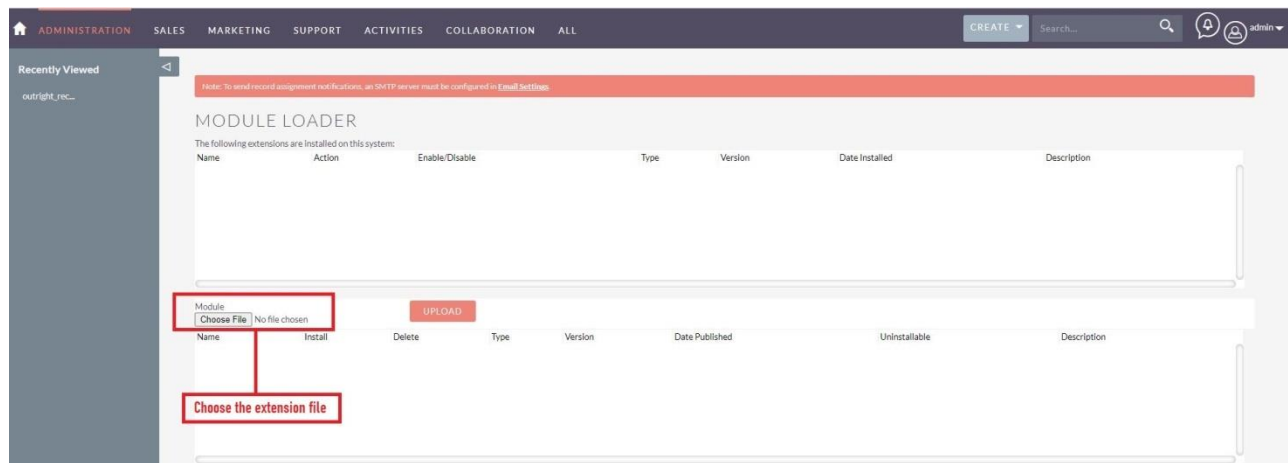 ADMINISTRATION SALES MARKETING SUPPORT ACTIVITIES COLLABORATION ALL CREATE Search... admin
Recently Viewed
outright_rec...
Note: To send record assignment notifications, an SMTP server must be configured in Email Settings.
MODULE LOADER
The following extensions are installed on this system:
Name Action Enable/Disable Type Version Date Installed Description
Module
Choose File No file chosen UPLOAD
Name Install Delete Type Version Date Published Uninstallable Description
Choose the extension file